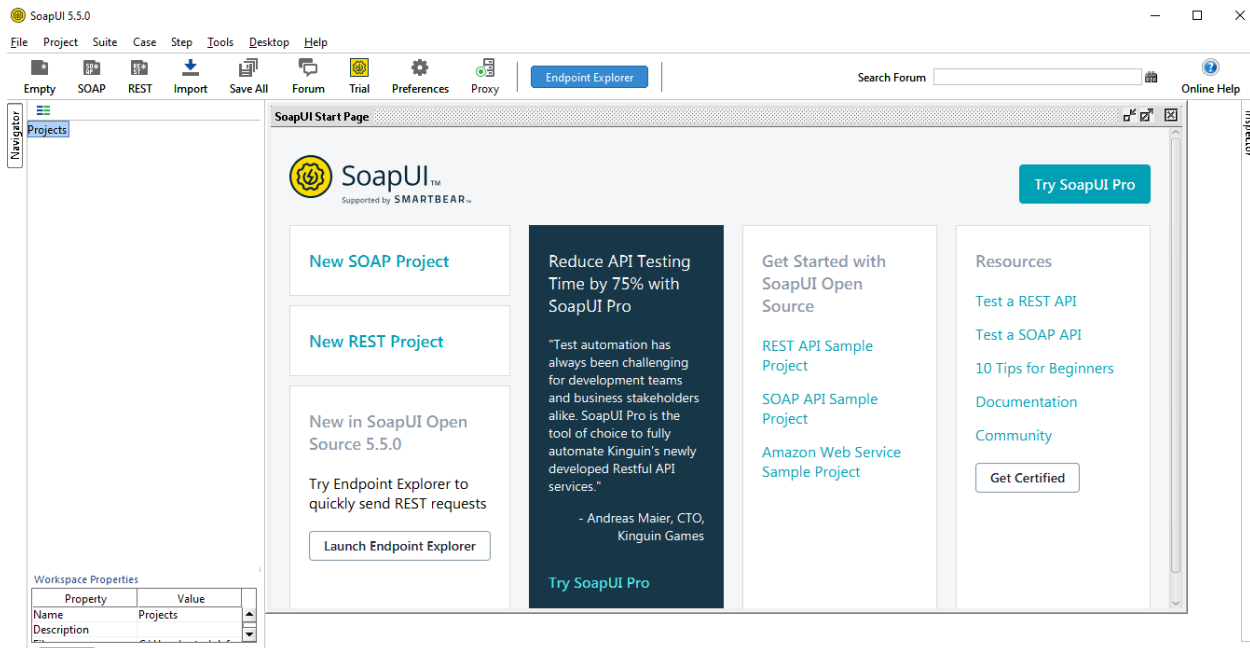 SoapUI 5.5.0
File Project Suite Case Step Tools Desktop Help
Empty SOAP REST Import Save All Forum Trial Preferences Proxy Endpoint Explorer Search Forum Online Help
Navigator
Projects
SoapUI Start Page
SoapUI™
Supported by SMARTBEAR™
Try SoapUI Pro
New SOAP Project
New REST Project
New in SoapUI Open
Source 5.5.0
Try Endpoint Explorer to
quickly send REST requests
Launch Endpoint Explorer
Reduce API Testing
Time by 75% with
SoapUI Pro
"Test automation has
always been challenging
for development teams
and business stakeholders
alike. SoapUI Pro is the
tool of choice to fully
automate Kinguin's newly
developed Restful API
services."
- Andreas Maier, CTO,
Kinguin Games
Try SoapUI Pro
Get Started with
SoapUI Open
Source
REST API Sample
Project
SOAP API Sample
Project
Amazon Web Service
Sample Project
Resources
Test a REST API
Test a SOAP API
10 Tips for Beginners
Documentation
Community
Get Certified
Inspector
Workspace Properties
Property Value
Name Projects
Description